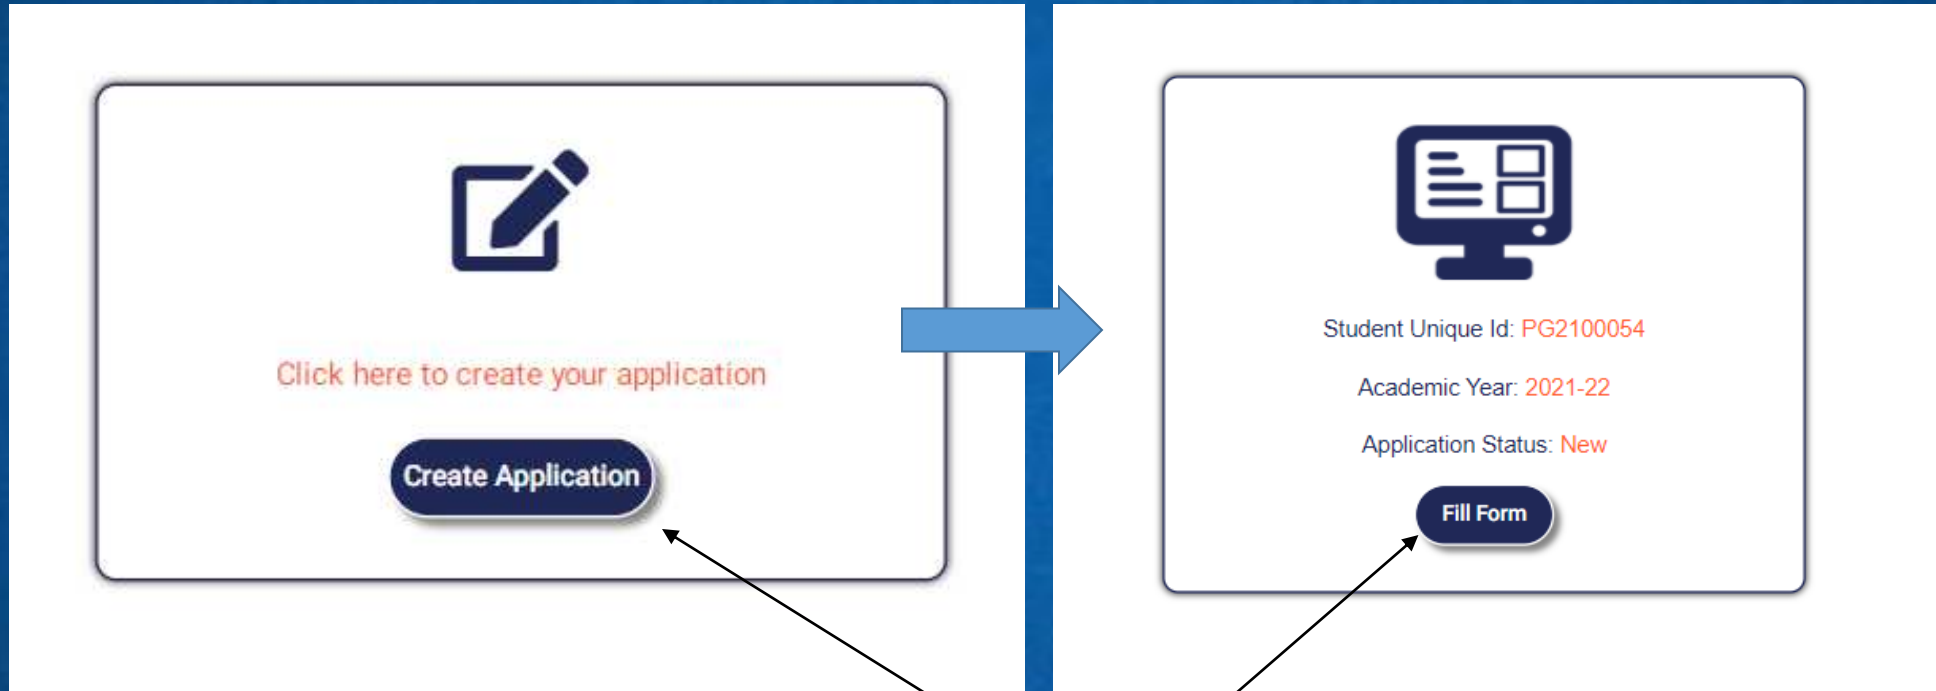 Click here to create your application
Create Application
Student Unique Id: PG2100054
Academic Year: 2021-22
Application Status: New
Fill Form